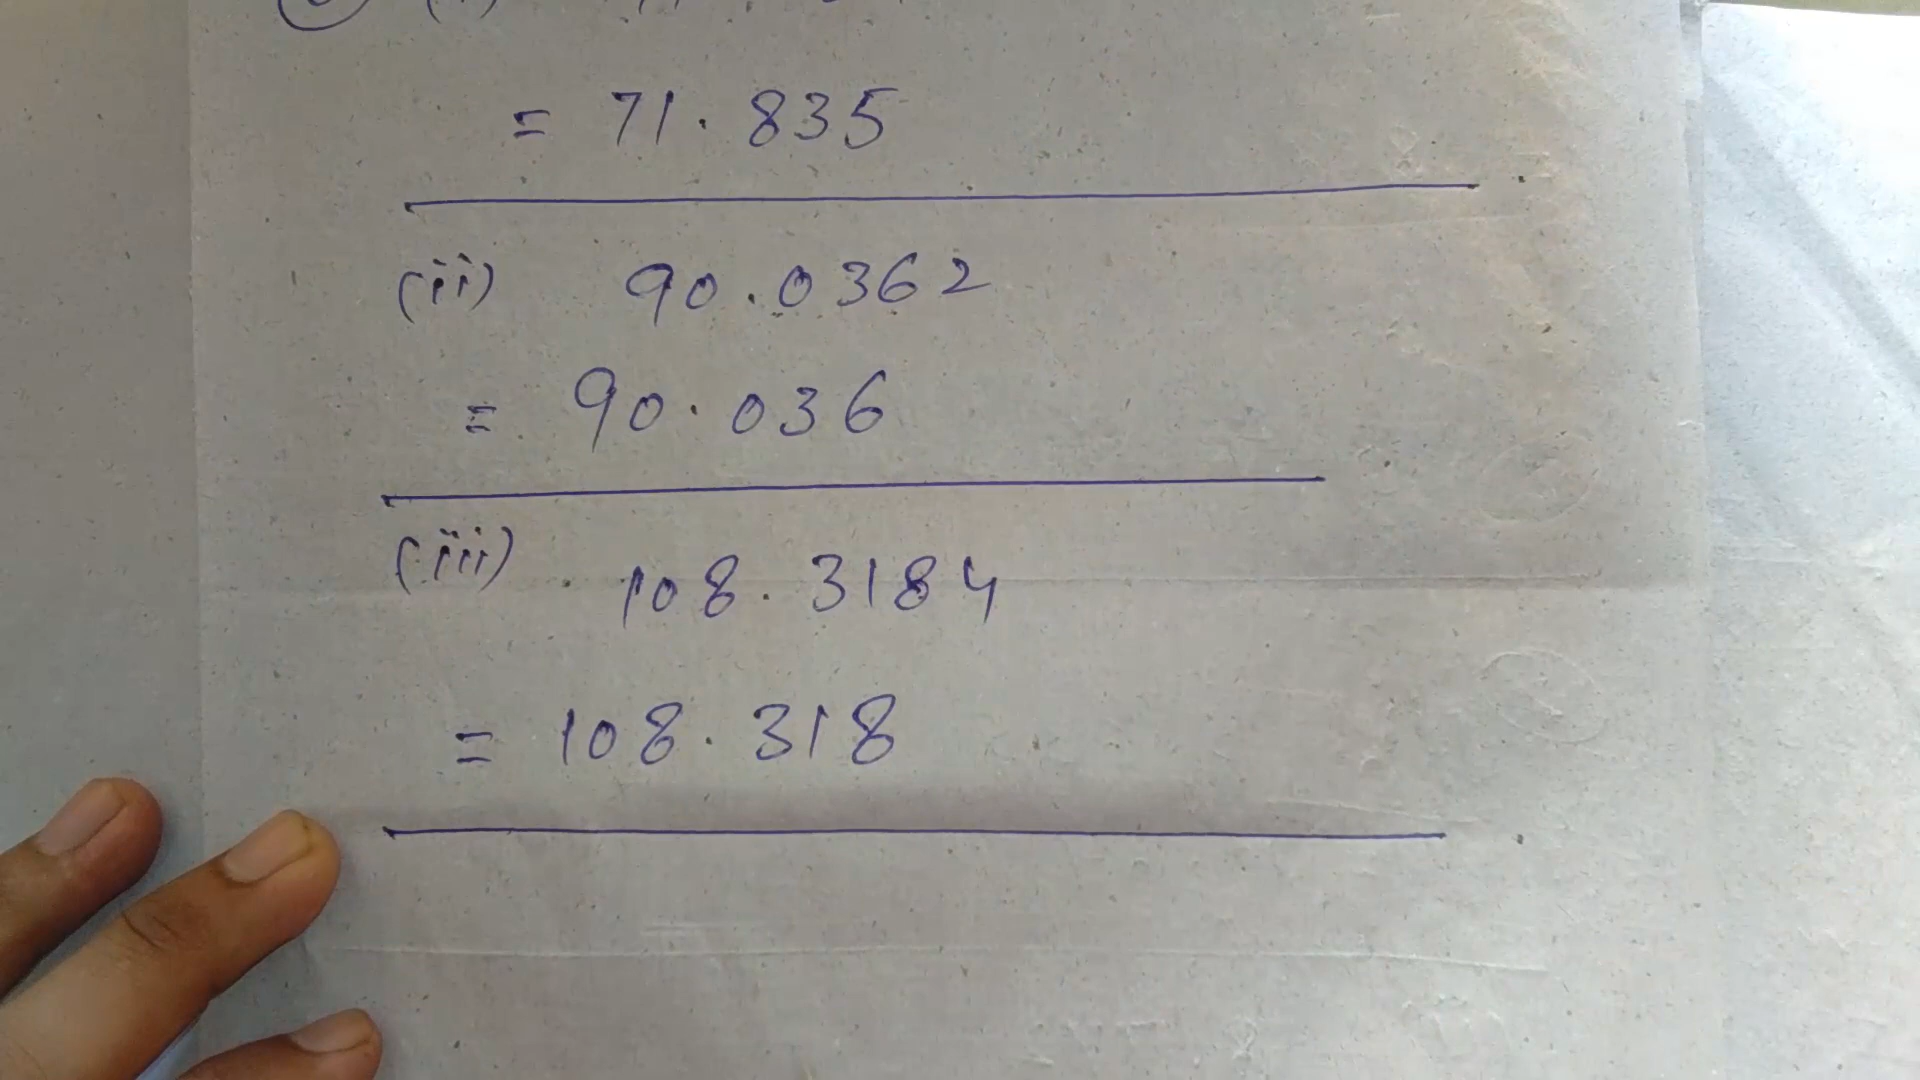 = 71.835
(ii) 90.0362
= 90.036
(iii) 108.3184
= 108.318